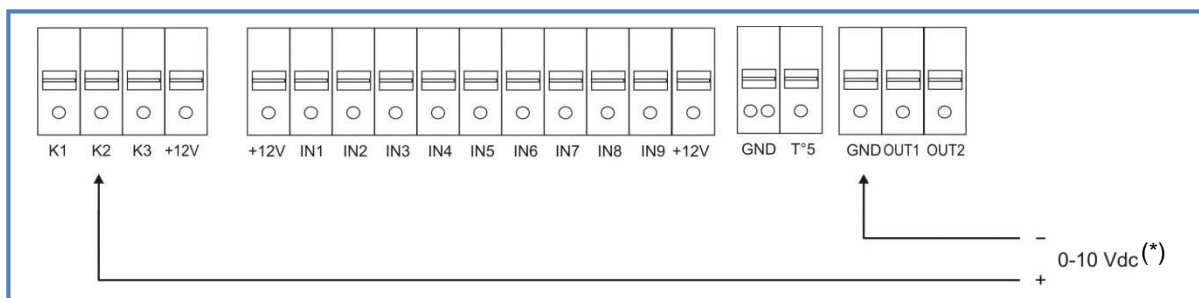 K1 K2 K3 +12V +12V IN1 IN2 IN3 IN4 IN5 IN6 IN7 IN8 IN9 +12V GND T°5 GND OUT1 OUT2
−
0-10 Vdc (*)
+